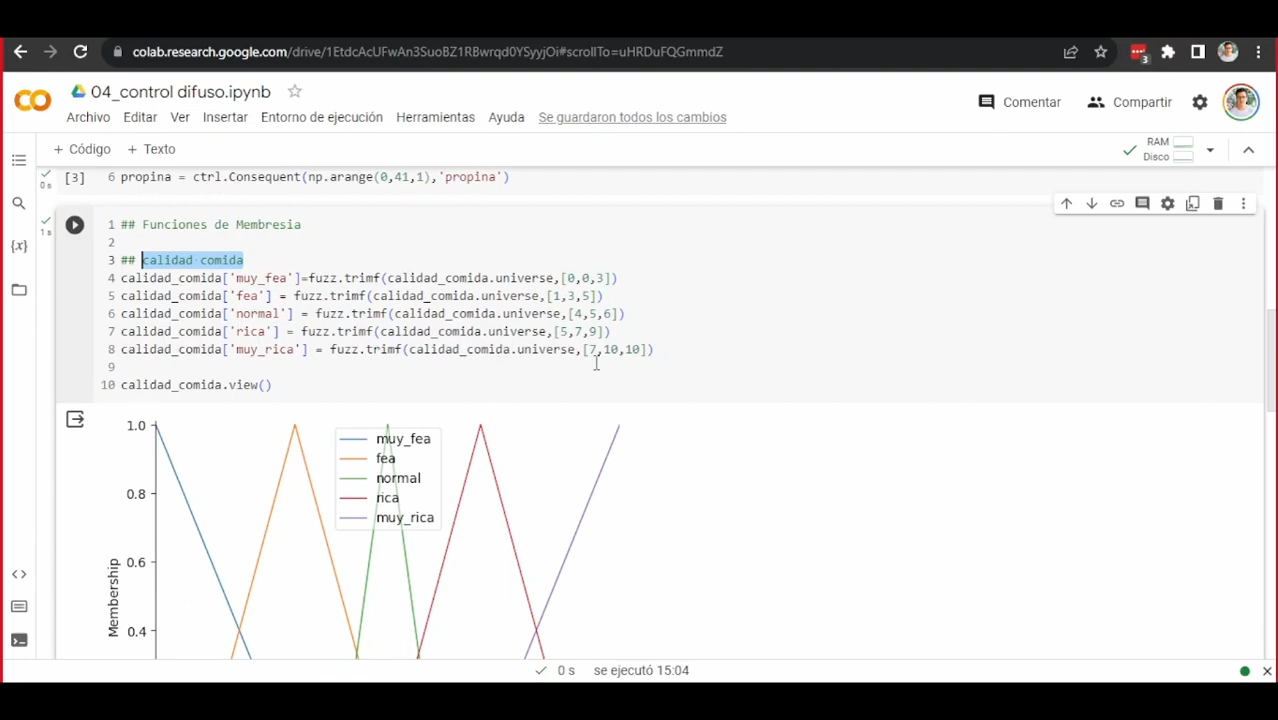 colab.research.google.com/drive/1EtdcAcUFwAn3SuoBZ1RBwrqd0YSyyjOi#scrollTo=uHRDuFQGmmdZ
3
04_control difuso.ipynb
Comentar
Compartir
Archivo Editar Ver Insertar Entorno de ejecución Herramientas Ayuda Se guardaron todos los cambios
+ Código + Texto
RAM
Disco
0 s
[3] 6 propina = ctrl.Consequent(np.arange(0,41,1),'propina')
1 s
1 ## Funciones de Membresia
2
3 ## calidad comida
4 calidad_comida['muy_fea']=fuzz.trimf(calidad_comida.universe,[0,0,3])
5 calidad_comida['fea'] = fuzz.trimf(calidad_comida.universe,[1,3,5])
6 calidad_comida['normal'] = fuzz.trimf(calidad_comida.universe,[4,5,6])
7 calidad_comida['rica'] = fuzz.trimf(calidad_comida.universe,[5,7,9])
8 calidad_comida['muy_rica'] = fuzz.trimf(calidad_comida.universe,[7,10,10])
9
10 calidad_comida.view()
{x}
1.0
0.8
0.6
0.4
Membership
muy_fea
fea
normal
rica
muy_rica
0 s se ejecutó 15:04